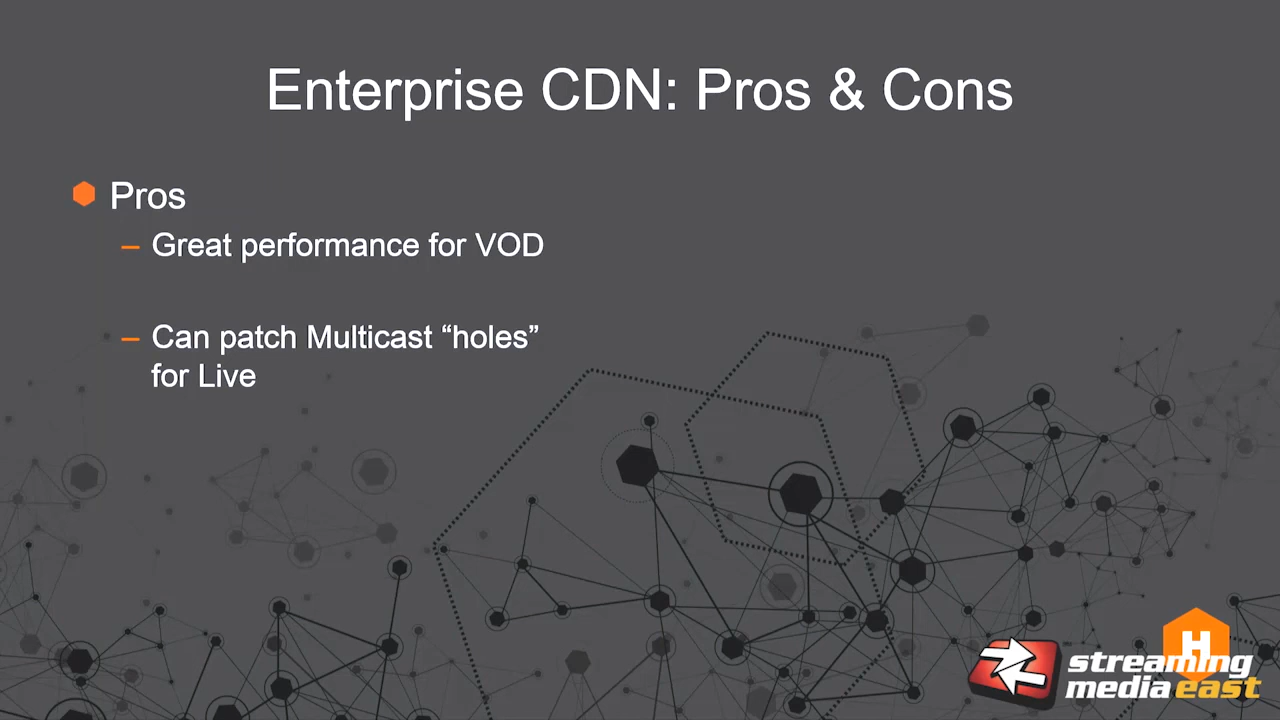 Enterprise CDN: Pros & Cons
Pros
– Great performance for VOD
– Can patch Multicast “holes”
for Live
H
streaming
media east